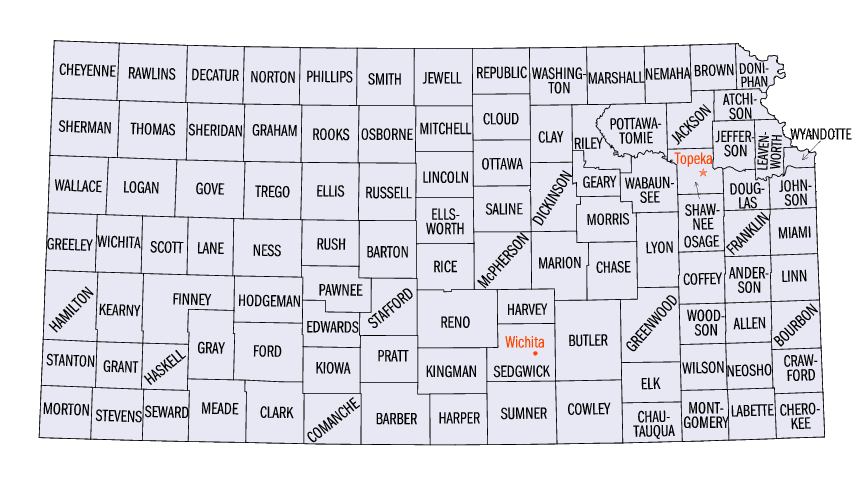 CHEYENNE
RAWLINS
DECATUR
NORTON
PHILLIPS
SMITH
JEWELL
REPUBLIC
WASHING-
TON
MARSHALL
NEMAHA
BROWN
DONI-
PHAN
SHERMAN
THOMAS
SHERIDAN
GRAHAM
ROOKS
OSBORNE
MITCHELL
CLOUD
CLAY
RILEY
POTTAWA-
TOMIE
JACKSON
ATCHI-
SON
JEFFER-
SON
LEAVEN-
WORTH
WYANDOTTE
WALLACE
LOGAN
GOVE
TREGO
ELLIS
RUSSELL
LINCOLN
OTTAWA
DICKINSON
GEARY
WABAUN-
SEE
Topeka
SHAW-
NEE
DOUG-
LAS
JOHN-
SON
GREELEY
WICHITA
SCOTT
LANE
NESS
RUSH
BARTON
ELLS-
WORTH
SALINE
MORRIS
LYON
OSAGE
FRANKLIN
MIAMI
HAMILTON
KEARNY
FINNEY
HODGEMAN
PAWNEE
STAFFORD
RICE
McPHERSON
MARION
CHASE
COFFEY
ANDER-
SON
LINN
EDWARDS
RENO
HARVEY
BUTLER
GREENWOOD
WOOD-
SON
ALLEN
BOURBON
STANTON
GRANT
HASKELL
GRAY
FORD
KIOWA
PRATT
KINGMAN
Wichita
SEDGWICK
ELK
WILSON
NEOSHO
CRAW-
FORD
MORTON
STEVENS
SEWARD
MEADE
CLARK
COMANCHE
BARBER
HARPER
SUMNER
COWLEY
CHAU-
TAUQUA
MONT-
GOMERY
LABETTE
CHERO-
KEE